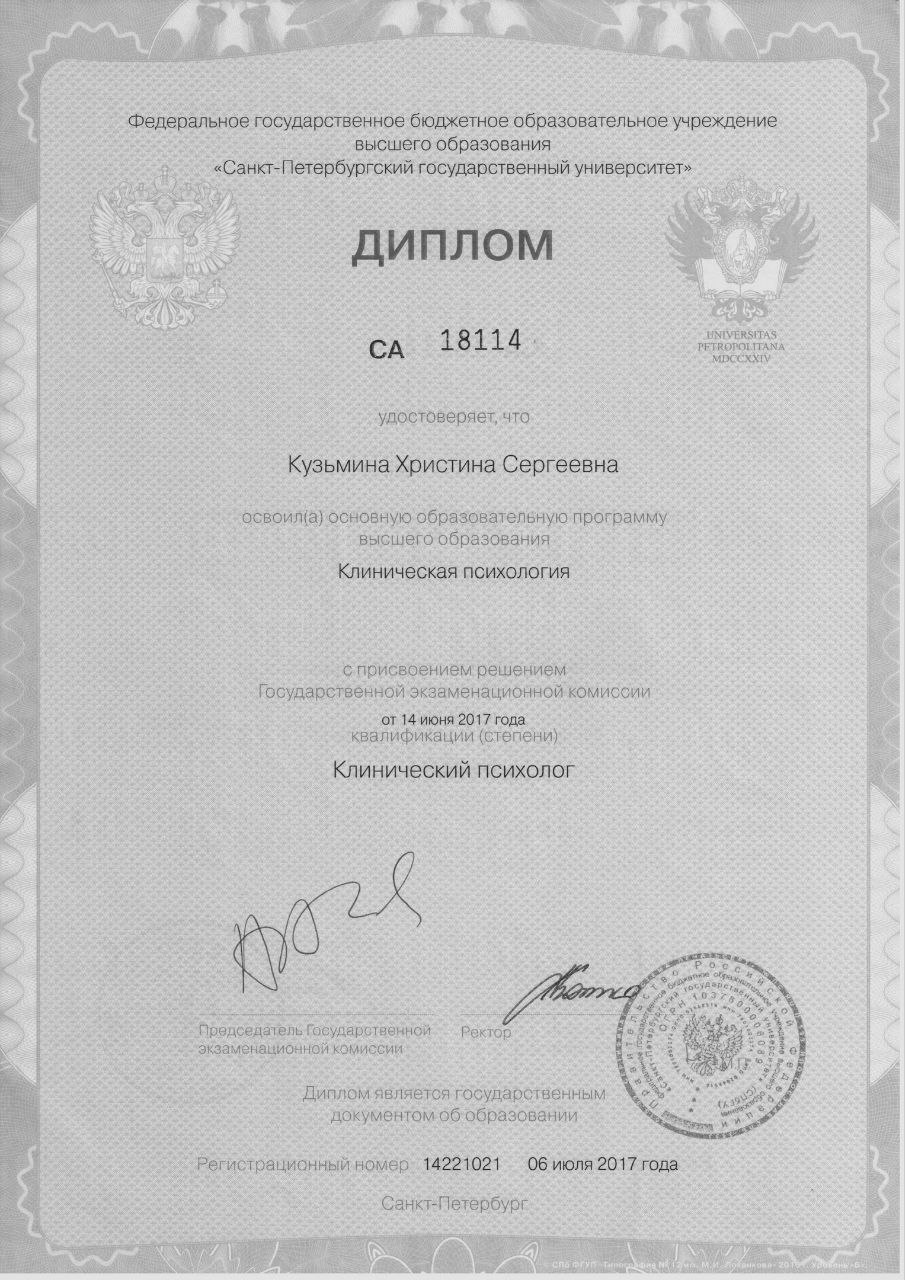 Федеральное государственное бюджетное образовательное учреждение
высшего образования
«Санкт-Петербургский государственный университет»
ДИПЛОМ
UNIVERSITAS
PETROPOLITANA
MDCCXXIV
СА 18114
удостоверяет, что
Кузьмина Христина Сергеевна
освоил(а) основную образовательную программу
высшего образования
Клиническая психология
с присвоением решением
Государственной экзаменационной комиссии
от 14 июня 2017 года
квалификации (степени)
Клинический психолог
Председатель Государственной
экзаменационной комиссии
Ректор
Правительство Российской Федерации
Диплом является государственным
документом об образовании
Регистрационный номер 14221021 06 июля 2017 года
Санкт-Петербург